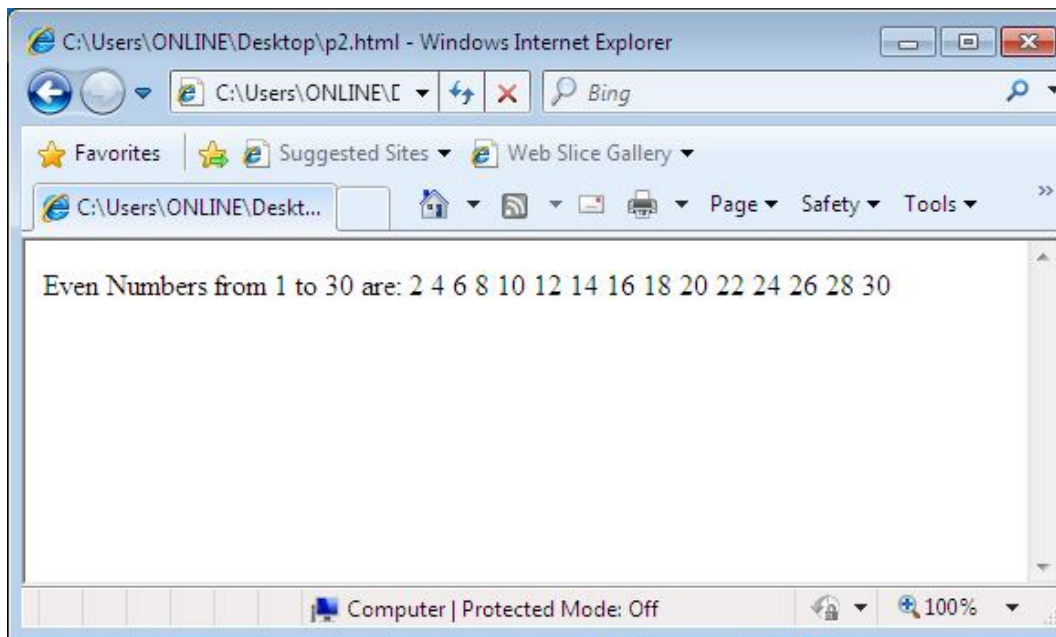 C:\Users\ONLINE\Desktop\p2.html - Windows Internet Explorer
C:\Users\ONLINE\D Bing
Favorites Suggested Sites Web Slice Gallery
C:\Users\ONLINE\Deskt... Page Safety Tools »
Even Numbers from 1 to 30 are: 2 4 6 8 10 12 14 16 18 20 22 24 26 28 30
Computer | Protected Mode: Off 100%